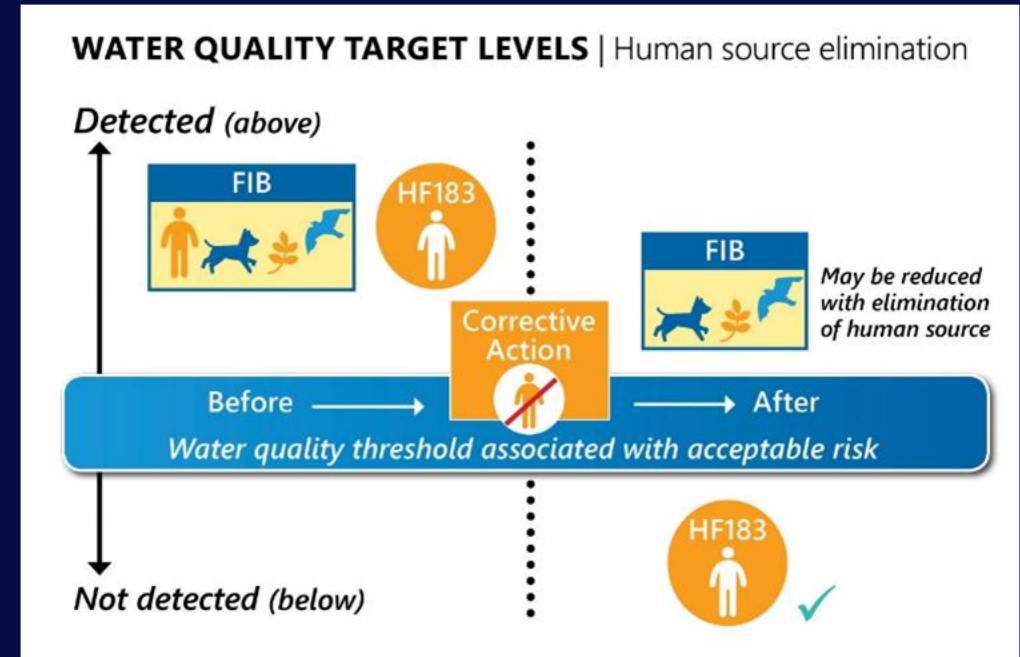 WATER QUALITY TARGET LEVELS | Human source elimination
Detected (above)
FIB
HF183
FIB
May be reduced
with elimination
of human source
Corrective
Action
Before
After
Water quality threshold associated with acceptable risk
HF183
Not detected (below)